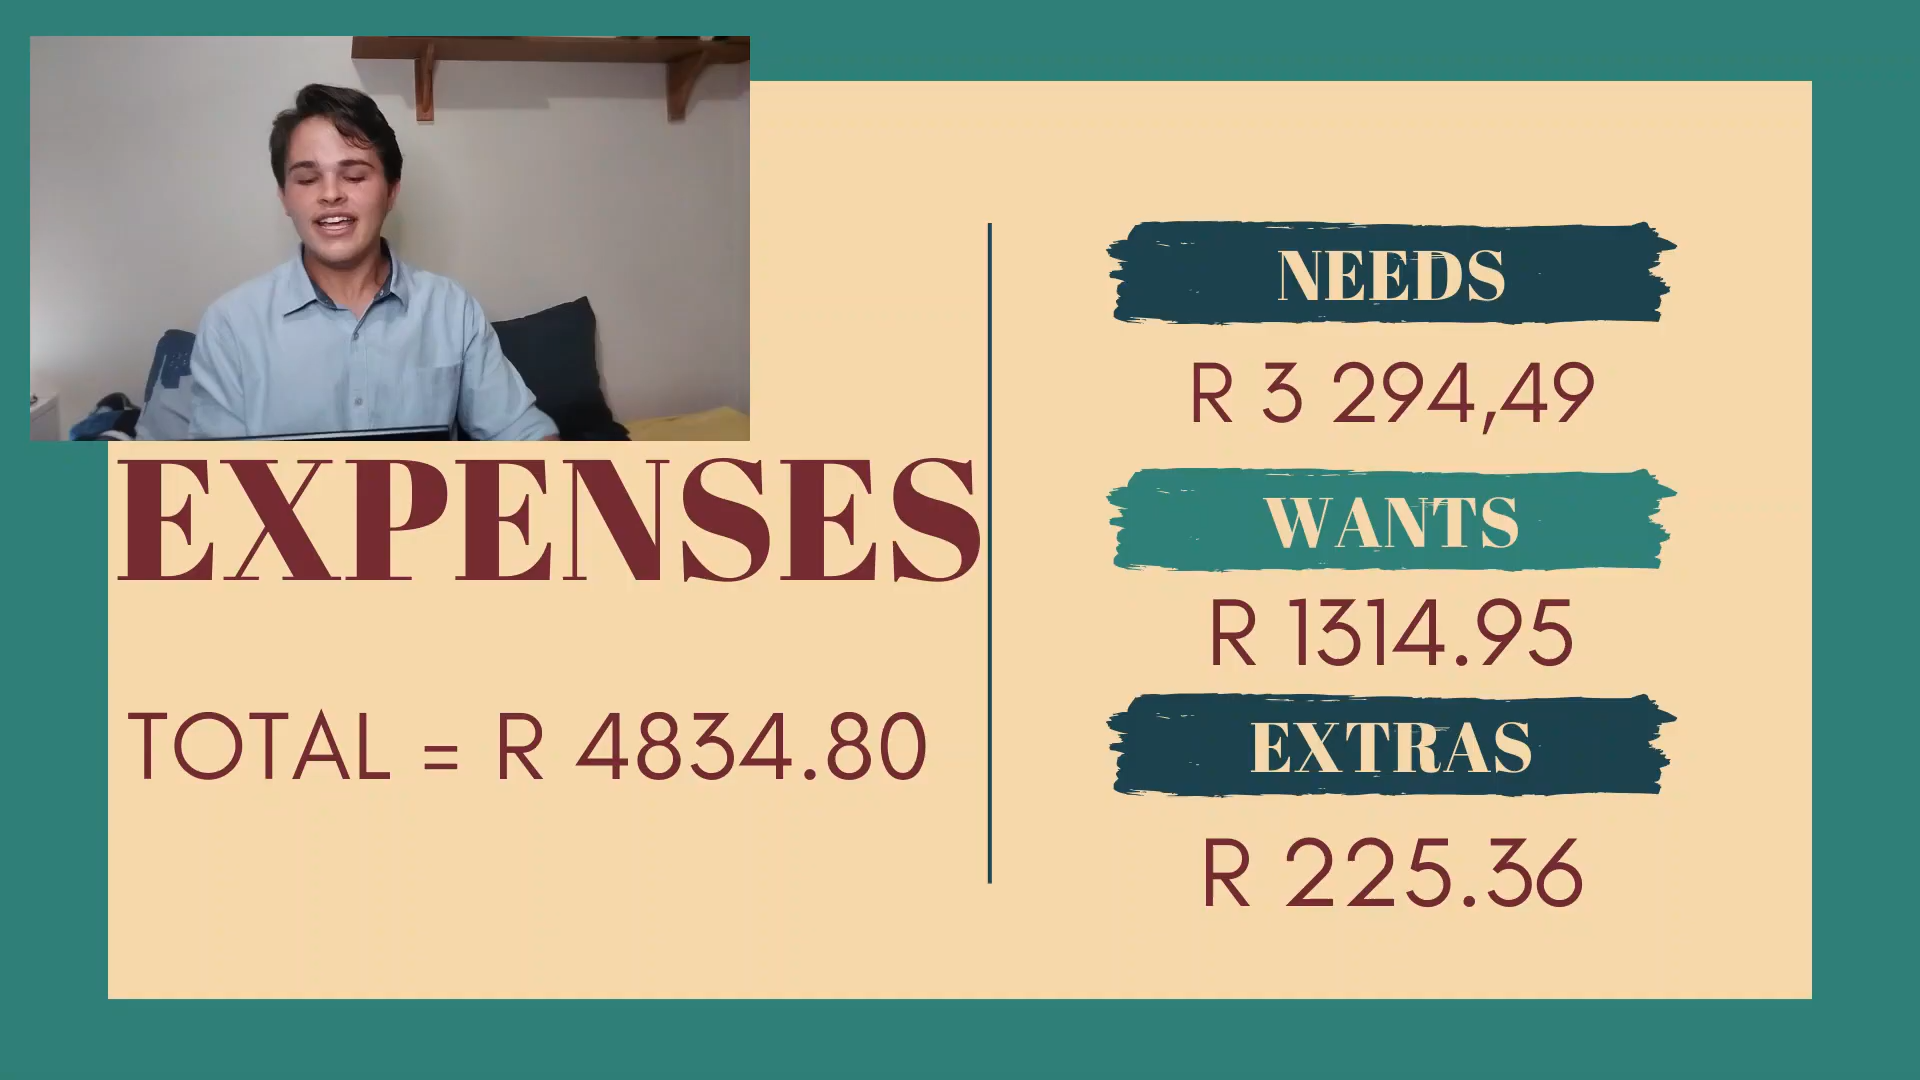 EXPENSES
TOTAL = R 4834.80
NEEDS
R 3 294,49
WANTS
R 1314.95
EXTRAS
R 225.36